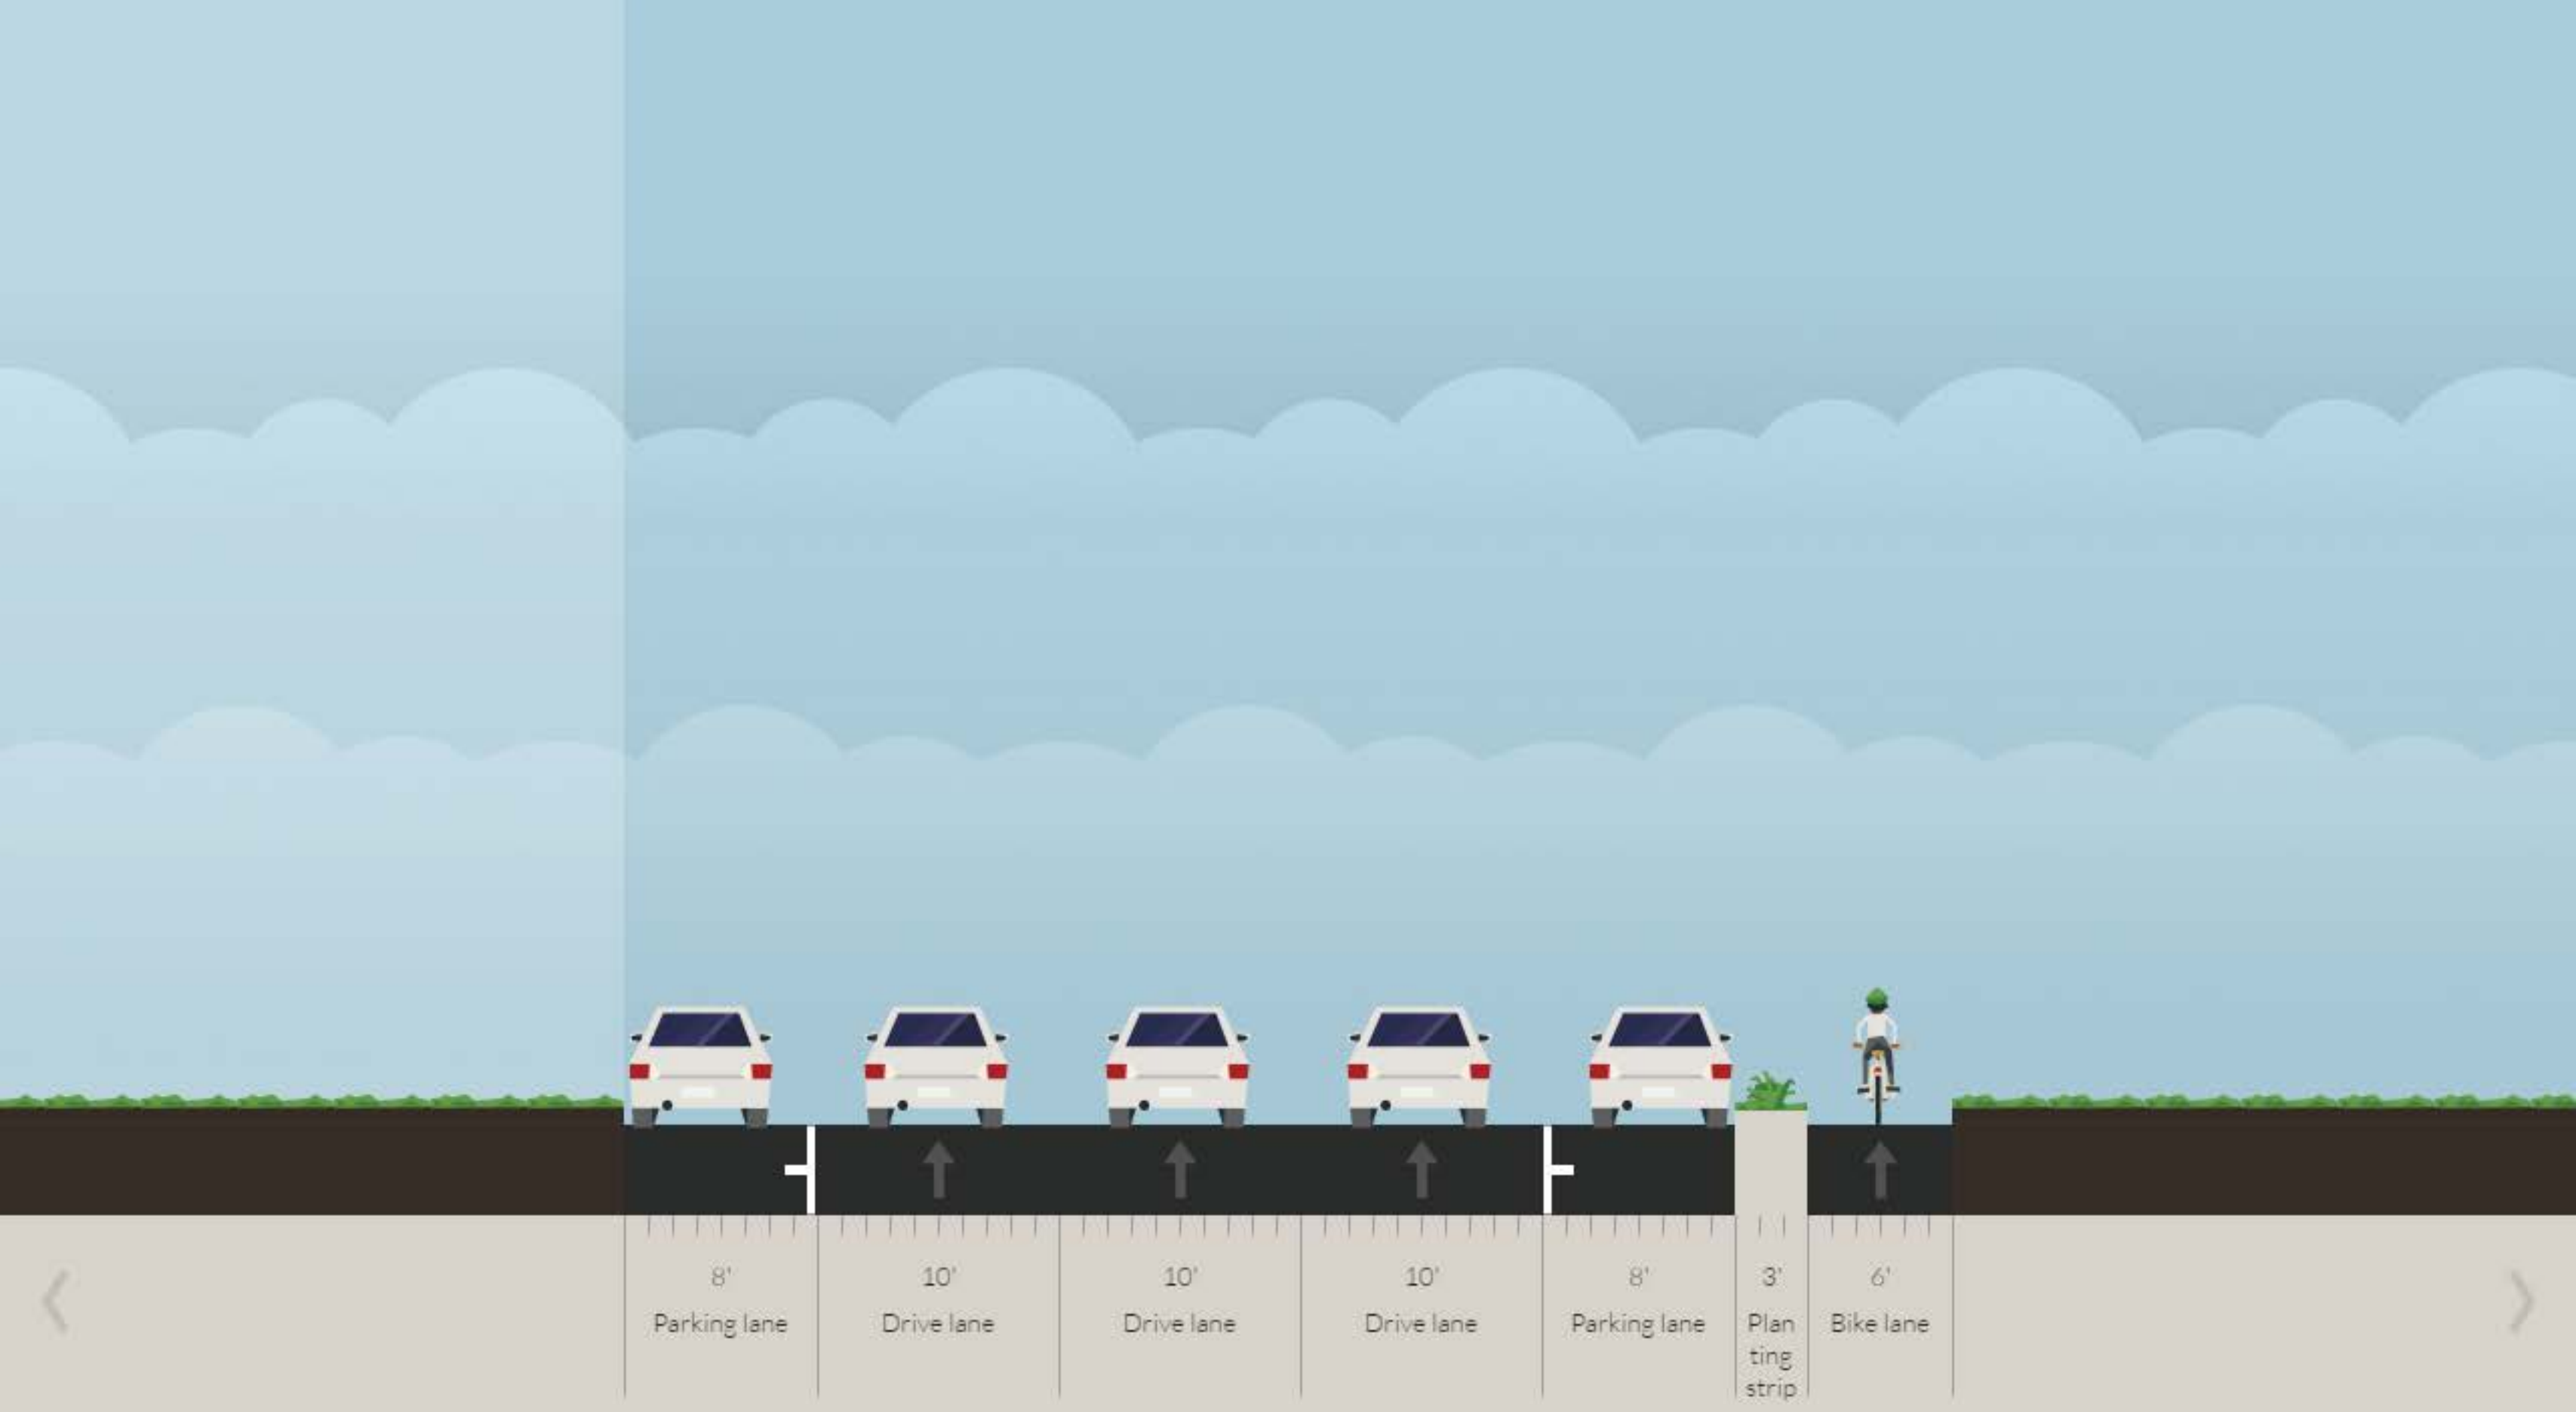 8' 10' 10' 10' 8' 3' 6'
Parking lane Drive lane Drive lane Drive lane Parking lane Plan Bike lane
ting
strip